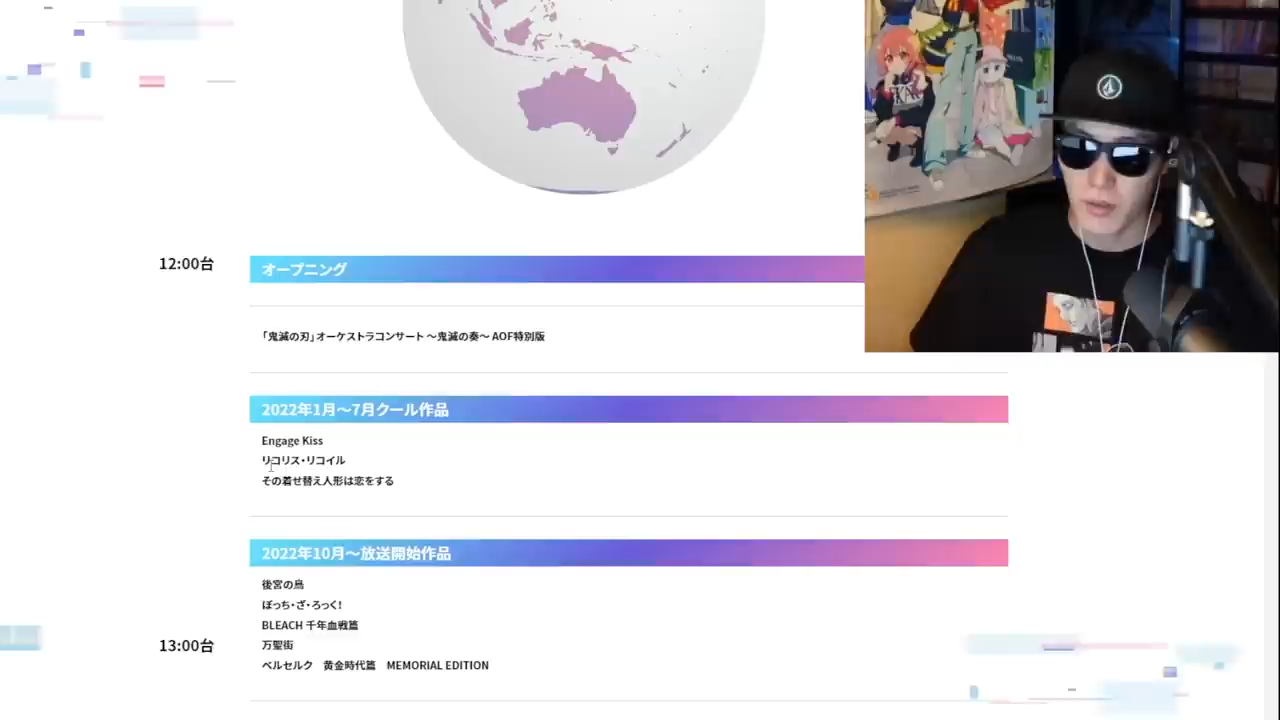 12:00台
オープニング
「鬼滅の刃」オーケストラコンサート ～鬼滅の奏～ AOF特別版
2022年1月～7月クール作品
Engage Kiss
リコリス・リコイル
その着せ替え人形は恋をする
2022年10月～放送開始作品
後宮の烏
ぼっち・ざ・ろっく!
BLEACH 千年血戦篇
13:00台
万聖街
ベルセルク　黄金時代篇　MEMORIAL EDITION